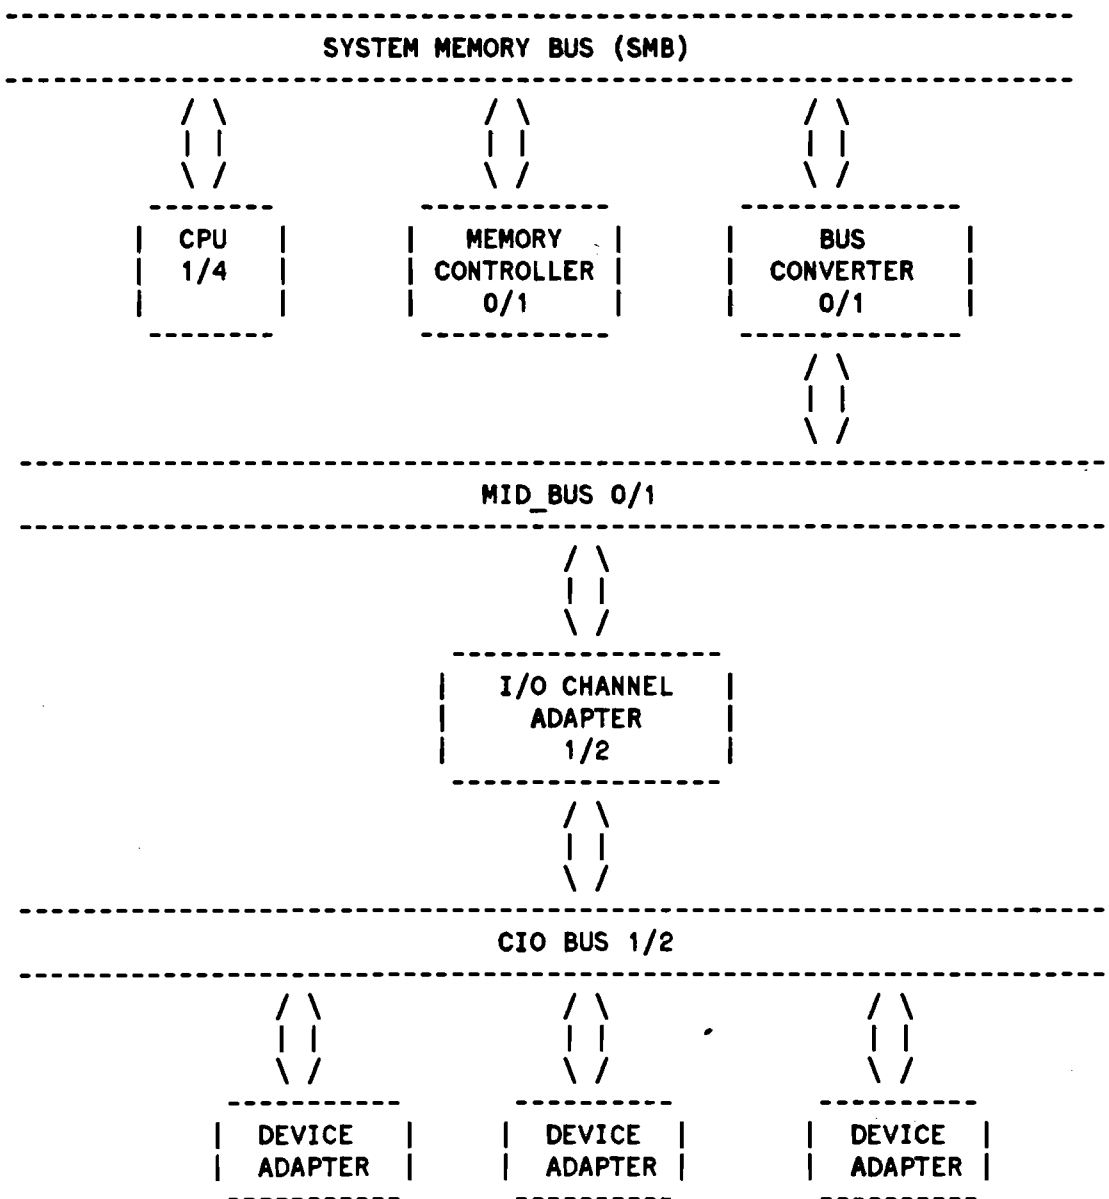 SYSTEM MEMORY BUS (SMB)
CPU
1/4
MEMORY
CONTROLLER
0/1
BUS
CONVERTER
0/1
MID_BUS 0/1
I/O CHANNEL
ADAPTER
1/2
CIO BUS 1/2
DEVICE
ADAPTER
DEVICE
ADAPTER
DEVICE
ADAPTER